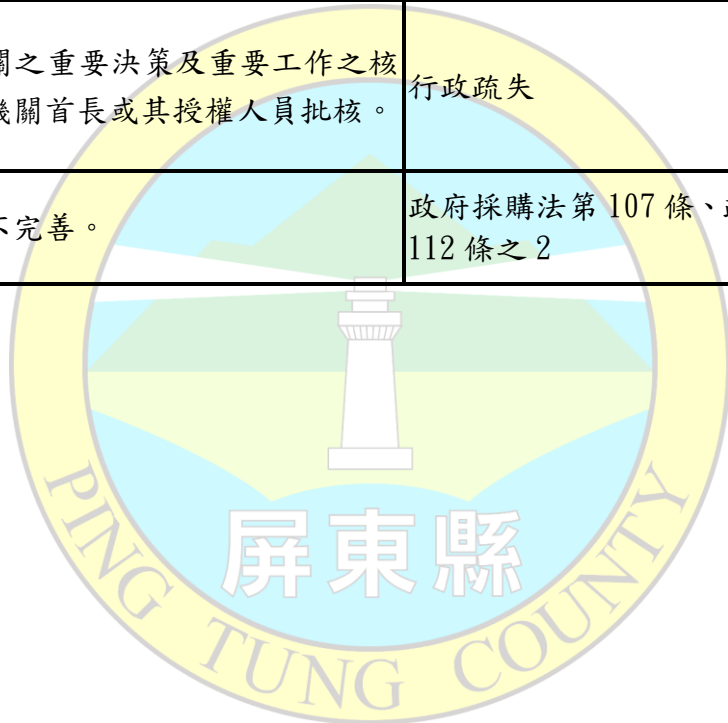 關之重要決策及重要工作之核
機關首長或其授權人員批核。
行政疏失
不完善。
政府採購法第 107 條、
112 條之 2
屏東縣
PING TUNG COUNTY